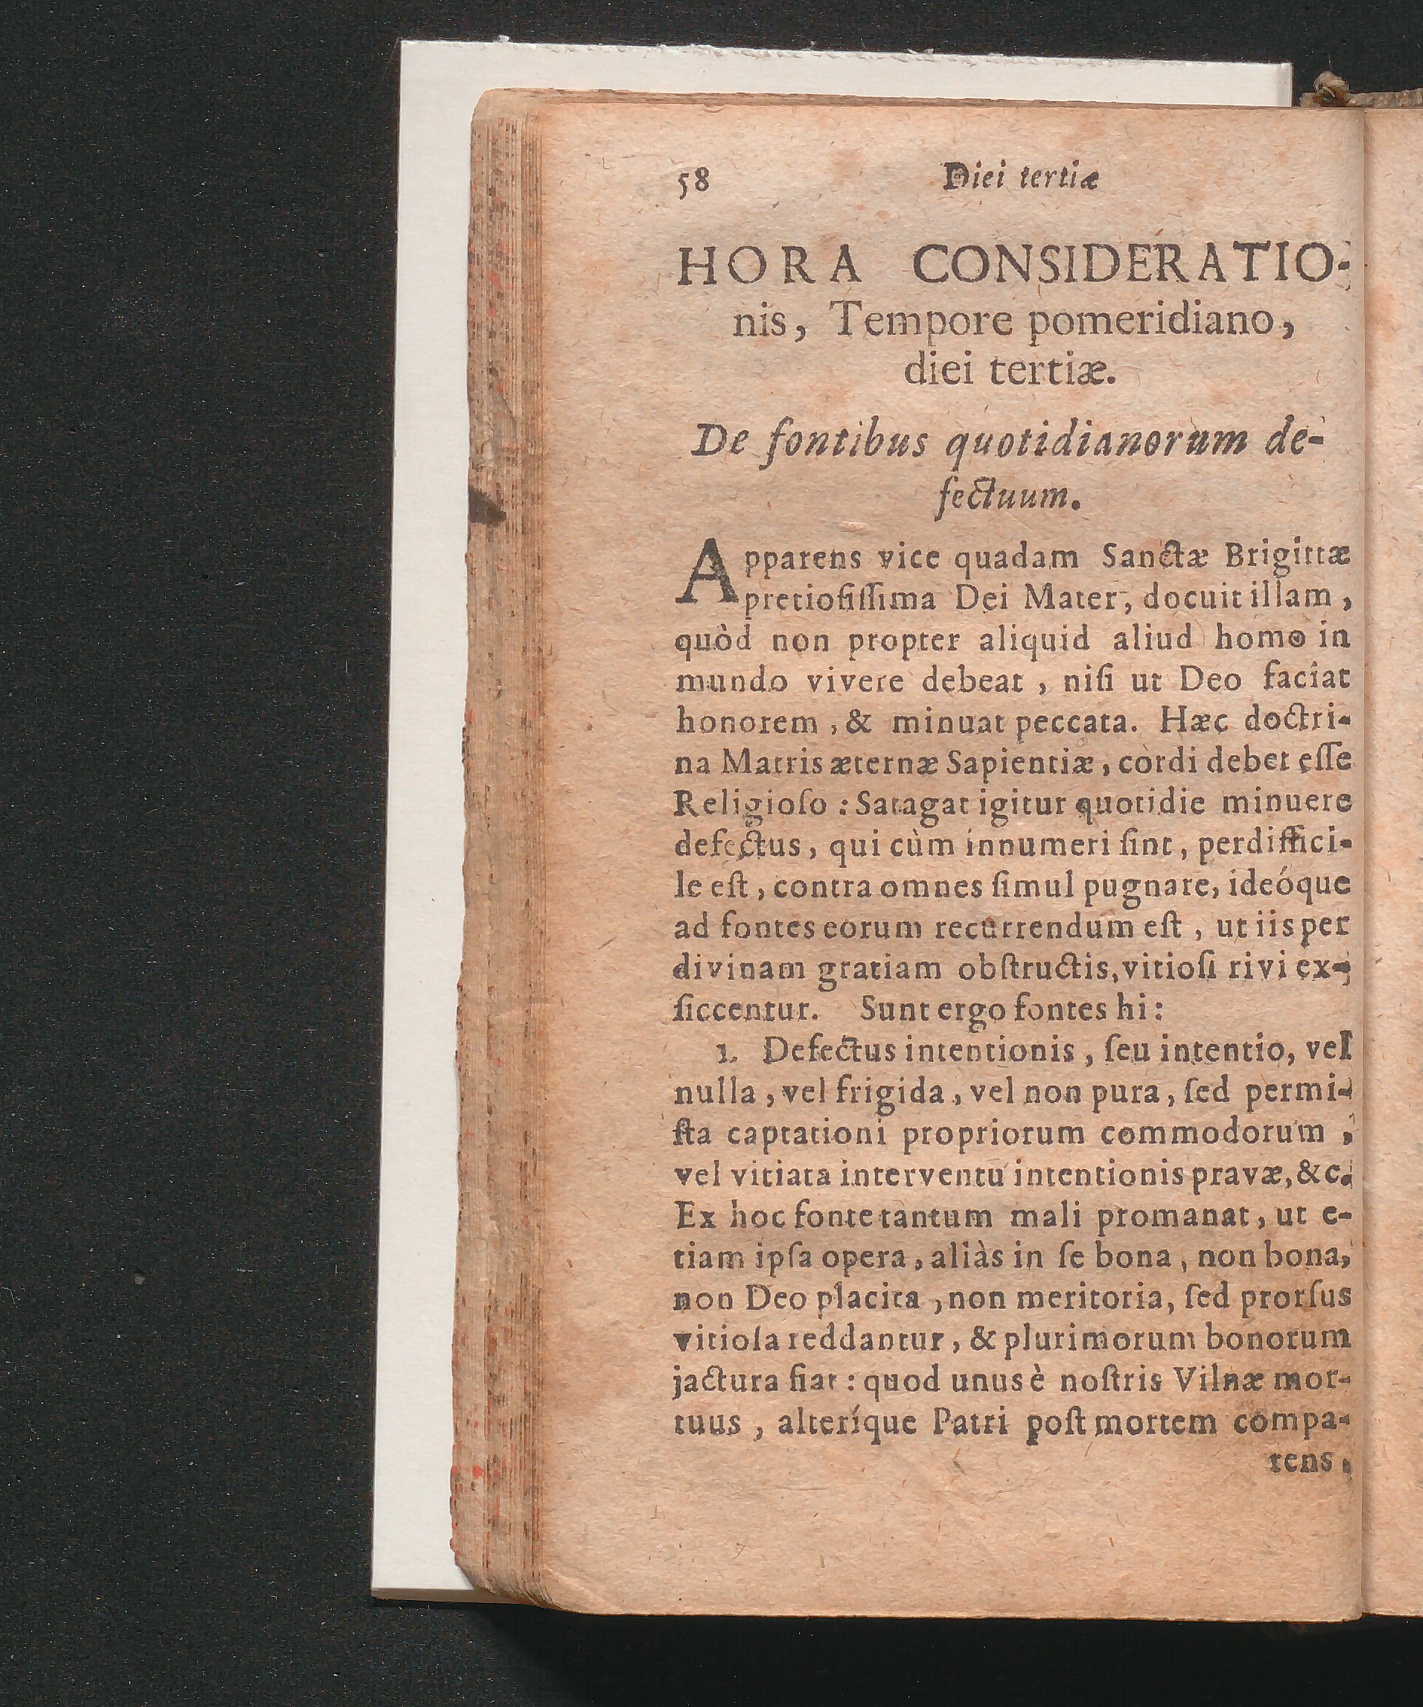 58 Diei tertiæ
HORA CONSIDERATIO-
nis, Tempore pomeridiano,
diei tertiæ.
De fontibus quotidianorum de-
fectuum.
Apparens vice quadam Sanctæ Brigittæ
pretiosiſſima Dei Mater, docuit illam,
quòd non propter aliquid aliud homo in
mundo vivere debeat, niſi ut Deo faciat
honorem, & minuat peccata. Hæc doctri-
na Matris æternæ Sapientiæ, cordi debet eſſe
Religioſo: Satagat igitur quotidie minuere
defectus, qui cùm innumeri ſint, perdiffici-
le eſt, contra omnes ſimul pugnare, ideóque
ad fontes eorum recurrendum eſt, ut iis per
divinam gratiam obſtructis, vitioſi rivi ex-
ſiccentur. Sunt ergo fontes hi:
1. Defectus intentionis, ſeu intentio, vel
nulla, vel frigida, vel non pura, ſed permi-
ſta captationi propriorum commodorum,
vel vitiata interventu intentionis pravæ, &c.
Ex hoc fonte tantum mali promanat, ut e-
tiam ipſa opera, aliàs in ſe bona, non bona,
non Deo placita, non meritoria, ſed prorſus
vitioſa reddantur, & plurimorum bonorum
jactura fiat: quod unus è noſtris Vilnæ mor-
tuus, alteríque Patri poſt mortem compa-
rens,